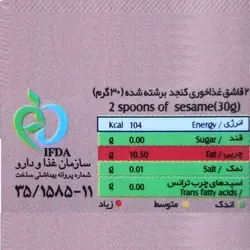 ۲ قاشق غذاخوری کنجد برشته شده (۳۰گرم)
2 spoons of sesame(30g)
Kcal 104 Energy / انرژی
g 0.00 Sugar / قند
g 10.50 Fat / چربی
g 0.01 Salt / نمک
g 0.00 Trans fatty acids / اسیدهای چرب ترانس
اندک متوسط زیاد
IFDA
سازمان غذا و دارو
شماره پروانه بهداشتی ساخت
۳۵/۱۵۸۵-۱۱